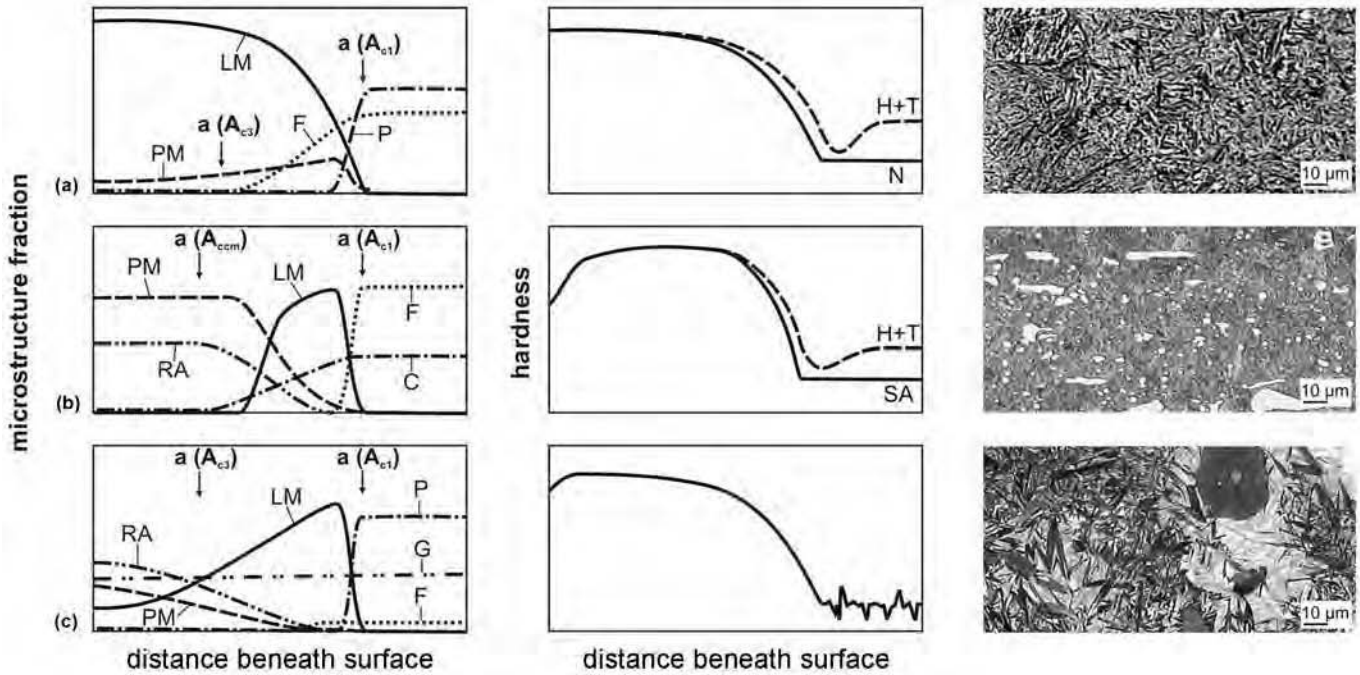 microstructure fraction
(a)
LM
a (Ac1)
a (Ac3)
F
P
PM
hardness
H+T
N
10 µm
(b)
a (Accm)
a (Ac1)
PM
LM
F
RA
C
H+T
SA
10 µm
(c)
a (Ac3)
a (Ac1)
LM
P
RA
G
F
PM
10 µm
distance beneath surface
distance beneath surface